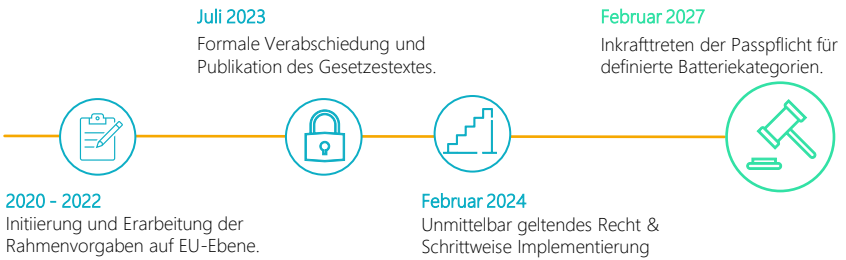 Juli 2023
Formale Verabschiedung und
Publikation des Gesetzestextes.
Februar 2027
Inkrafttreten der Passpflicht für
definierte Batteriekategorien.
2020 - 2022
Initiierung und Erarbeitung der
Rahmenvorgaben auf EU-Ebene.
Februar 2024
Unmittelbar geltendes Recht &
Schrittweise Implementierung